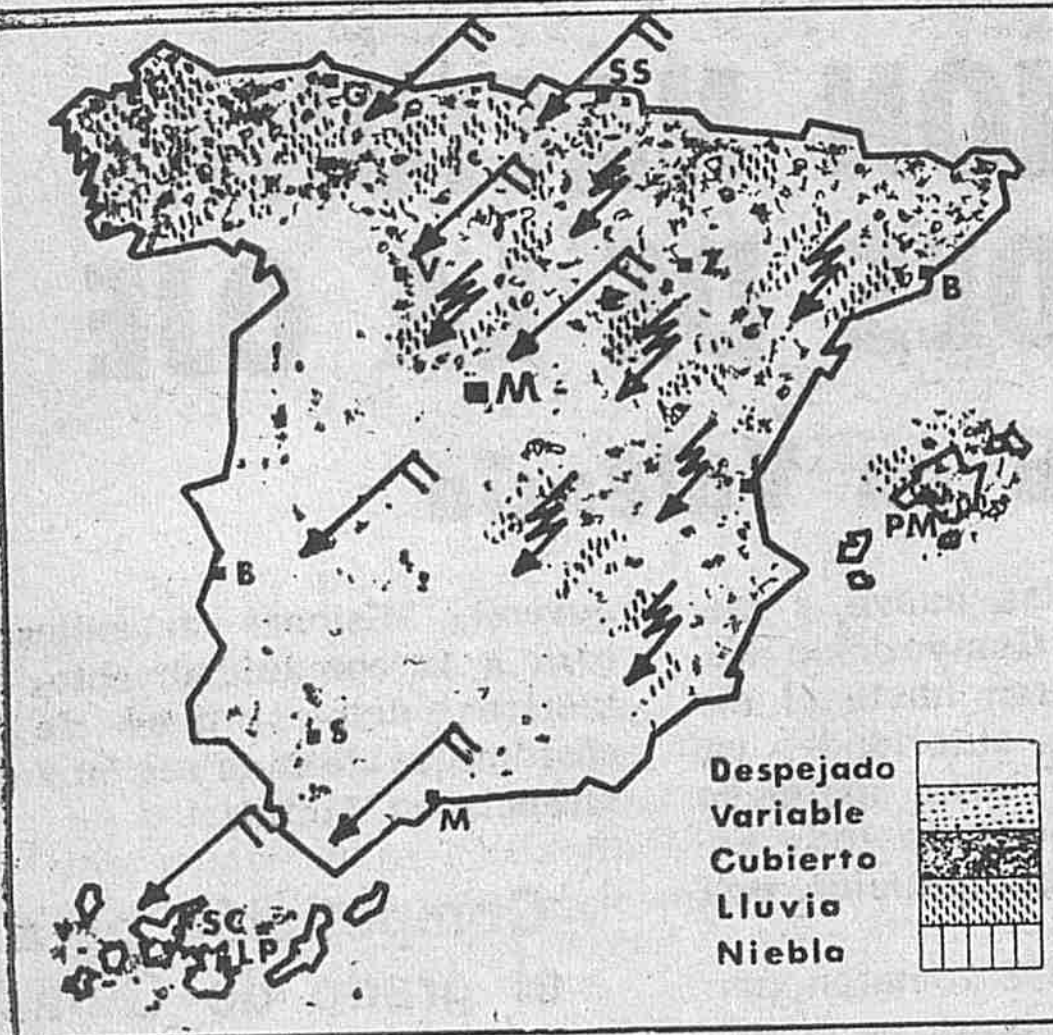 G
SS
V
Z
B
M
PM
B
S
M
SC
LP
Despejado
Variable
Cubierto
Lluvia
Niebla